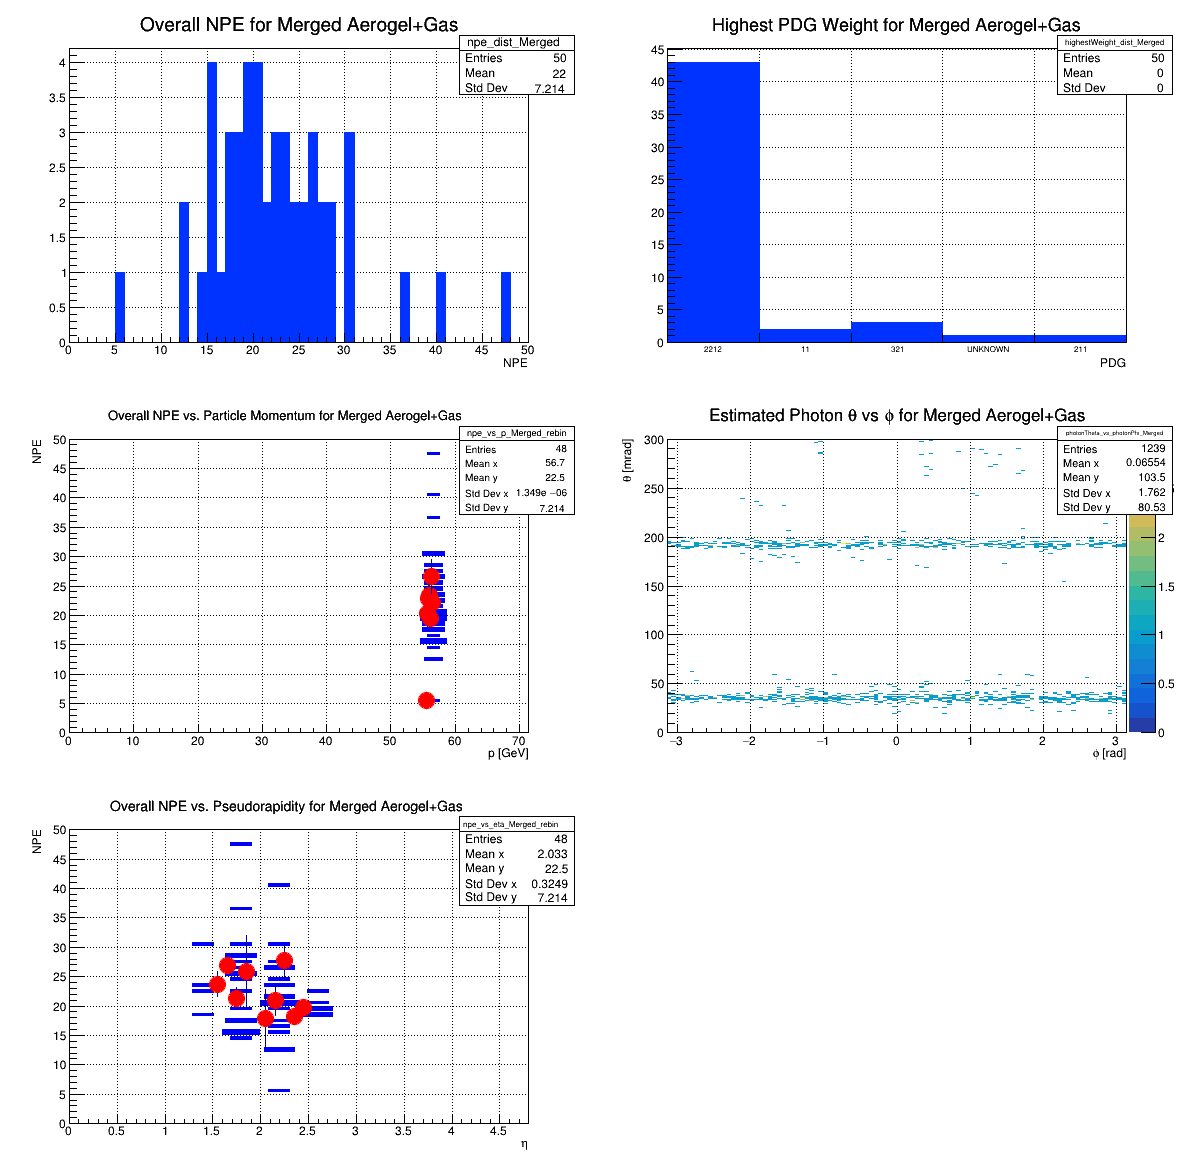 Overall NPE for Merged Aerogel+Gas
npe_dist_Merged
Entries 50
Mean 22
Std Dev 7.214
4
3.5
3
2.5
2
1.5
1
0.5
0
0 5 10 15 20 25 30 35 40 45 50
NPE
Highest PDG Weight for Merged Aerogel+Gas
highestWeight_dist_Merged
Entries 50
Mean 0
Std Dev 0
45
40
35
30
25
20
15
10
5
0
2212 11 321 UNKNOWN 211
PDG
Overall NPE vs. Particle Momentum for Merged Aerogel+Gas
npe_vs_p_Merged_rebin
Entries 48
Mean x 56.7
Mean y 22.5
Std Dev x 1.349e −06
Std Dev y 7.214
NPE
50
45
40
35
30
25
20
15
10
5
0
0 10 20 30 40 50 60 70
p [GeV]
Estimated Photon θ vs ϕ for Merged Aerogel+Gas
Entries 1239
Mean x 0.06554
Mean y 103.5
Std Dev x 1.762
Std Dev y 80.53
θ [mrad]
300
250
200
150
100
50
0
−3 −2 −1 0 1 2 3
ϕ [rad]
2
1.5
1
0.5
0
Overall NPE vs. Pseudorapidity for Merged Aerogel+Gas
npe_vs_eta_Merged_rebin
Entries 48
Mean x 2.033
Mean y 22.5
Std Dev x 0.3249
Std Dev y 7.214
NPE
50
45
40
35
30
25
20
15
10
5
0
0 0.5 1 1.5 2 2.5 3 3.5 4 4.5
η